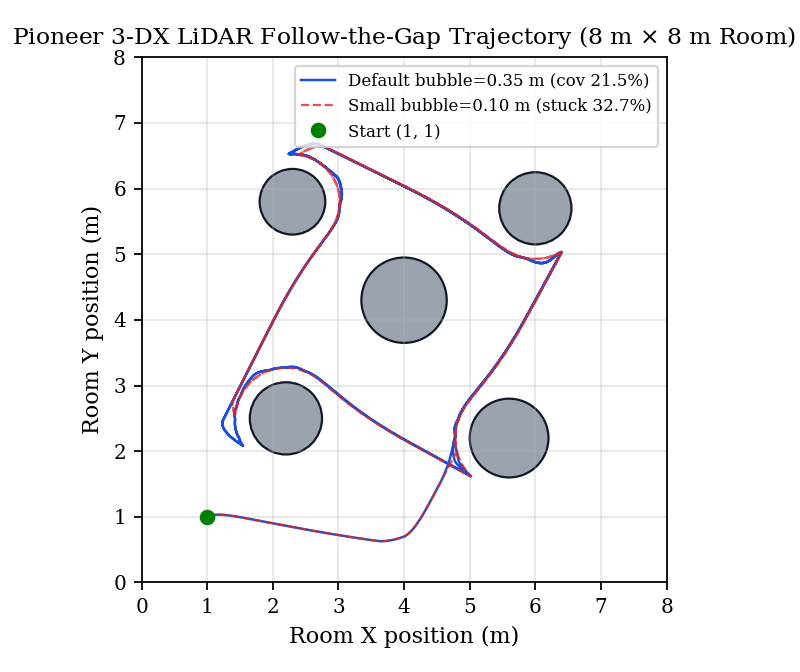 Pioneer 3-DX LiDAR Follow-the-Gap Trajectory (8 m × 8 m Room)
Default bubble=0.35 m (cov 21.5%)
Small bubble=0.10 m (stuck 32.7%)
Start (1, 1)
Room Y position (m)
8
7
6
5
4
3
2
1
0
0 1 2 3 4 5 6 7 8
Room X position (m)